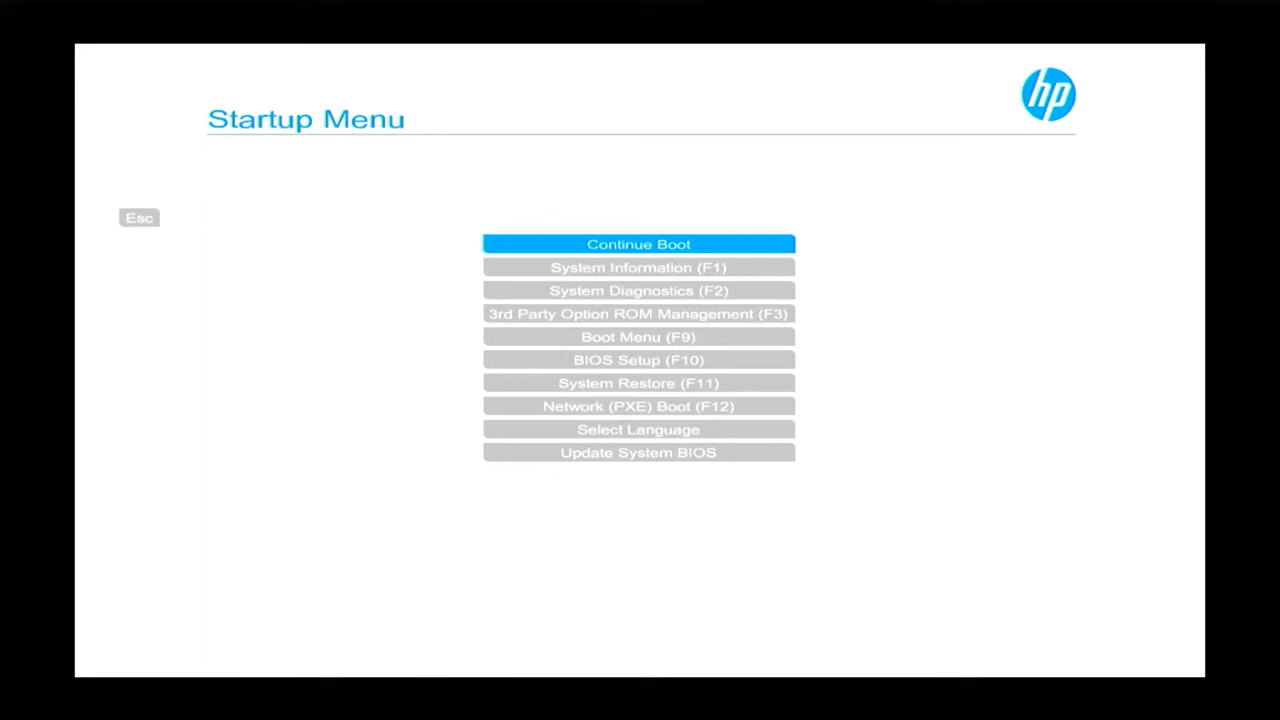 hp
Startup Menu
Esc
Continue Boot
System Information (F1)
System Diagnostics (F2)
3rd Party Option ROM Management (F3)
Boot Menu (F9)
BIOS Setup (F10)
System Restore (F11)
Network (PXE) Boot (F12)
Select Language
Update System BIOS